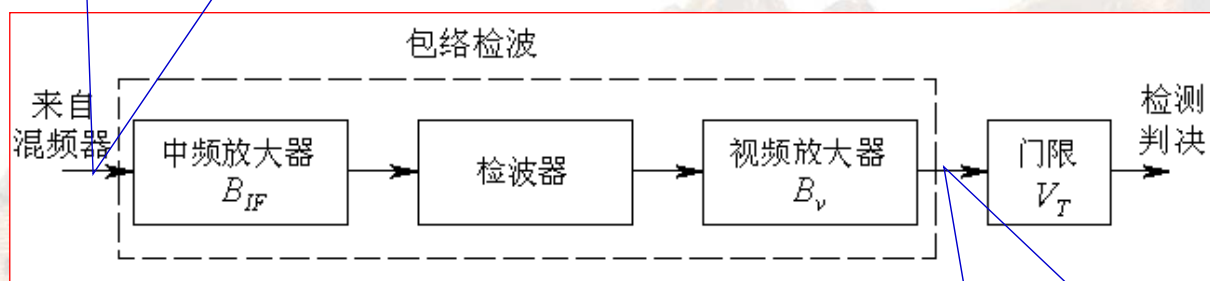 包络检波
来自
混频器
中频放大器
B_IF
检波器
视频放大器
B_v
门限
V_T
检测
判决